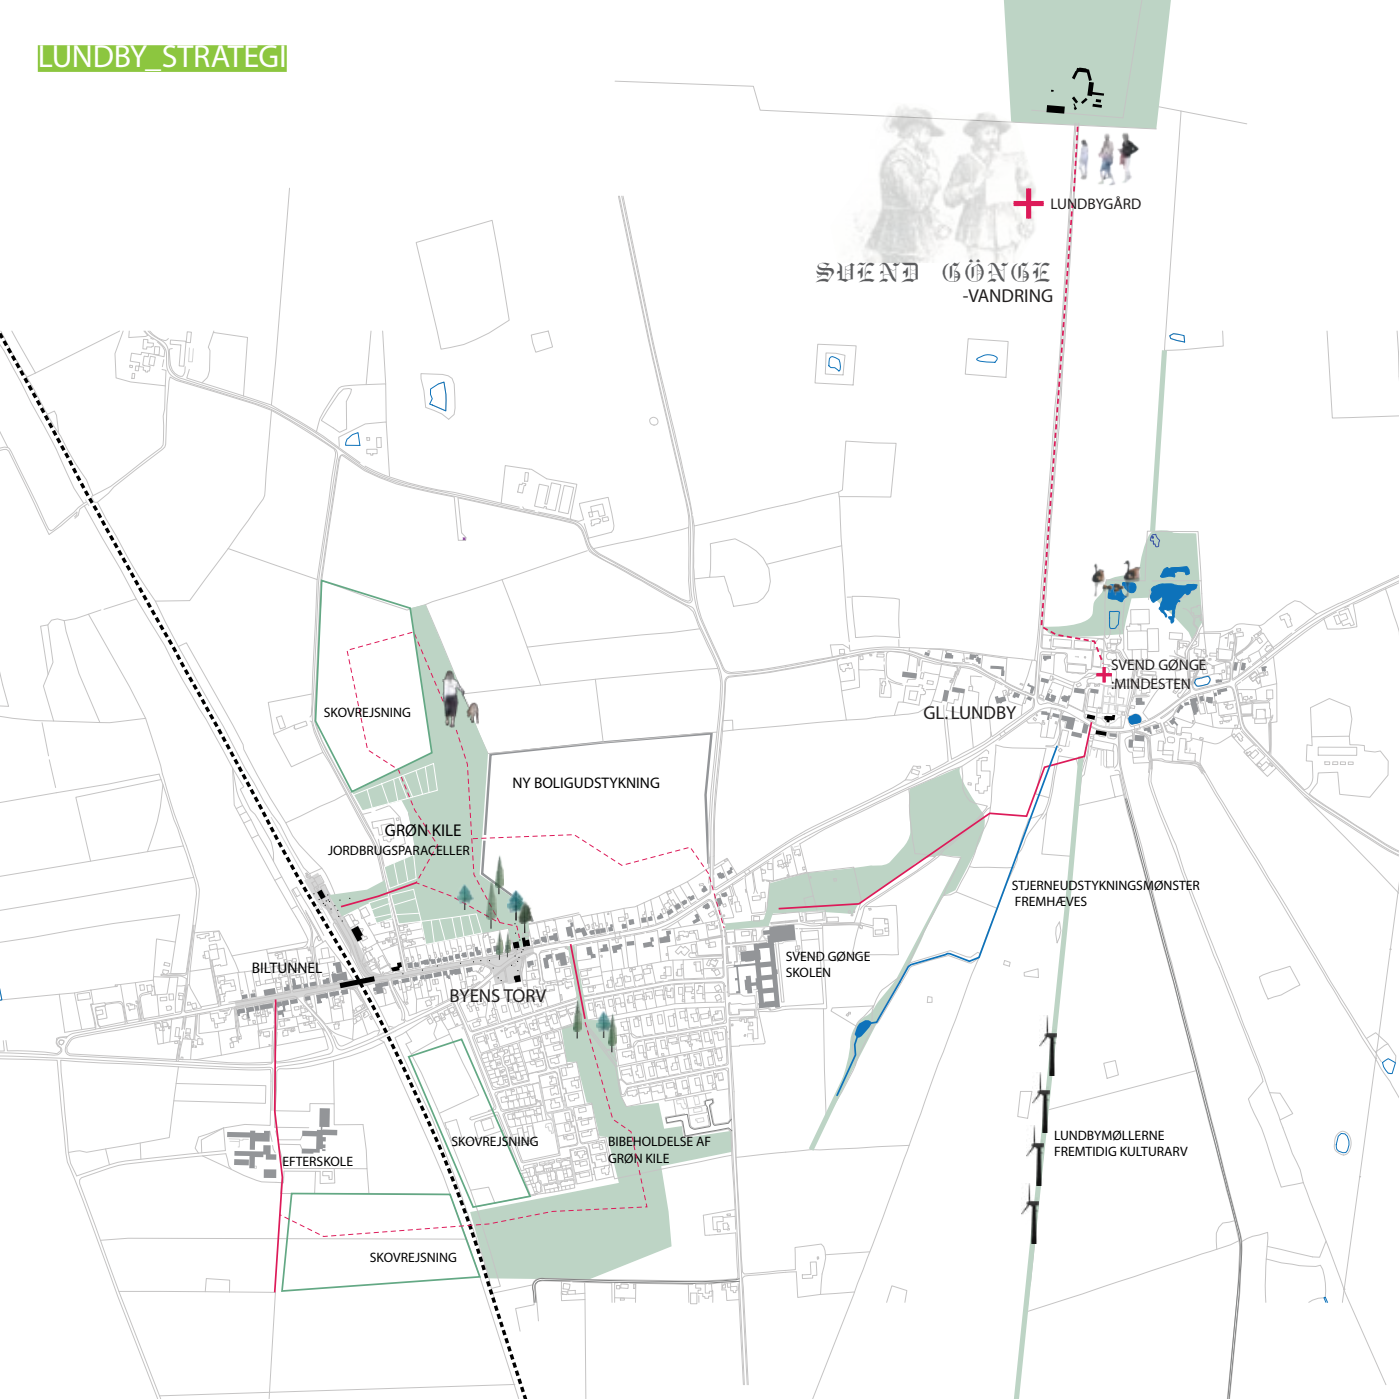 LUNDBY_STRATEGI
LUNDBYGÅRD
SVEND GÖNGE
-VANDRING
SVEND GØNGE
-MINDESTEN
GL. LUNDBY
SKOVREJSNING
NY BOLIGUDSTYKNING
GRØN KILE
JORDBRUGSPARACELLER
STJERNEUDSTYKNINGSMØNSTER
FREMHÆVES
SVEND GØNGE
SKOLEN
BILTUNNEL
BYENS TORV
SKOVREJSNING
BIBEHOLDELSE AF
GRØN KILE
LUNDBYMØLLERNE
FREMTIDIG KULTURARV
EFTERSKOLE
SKOVREJSNING